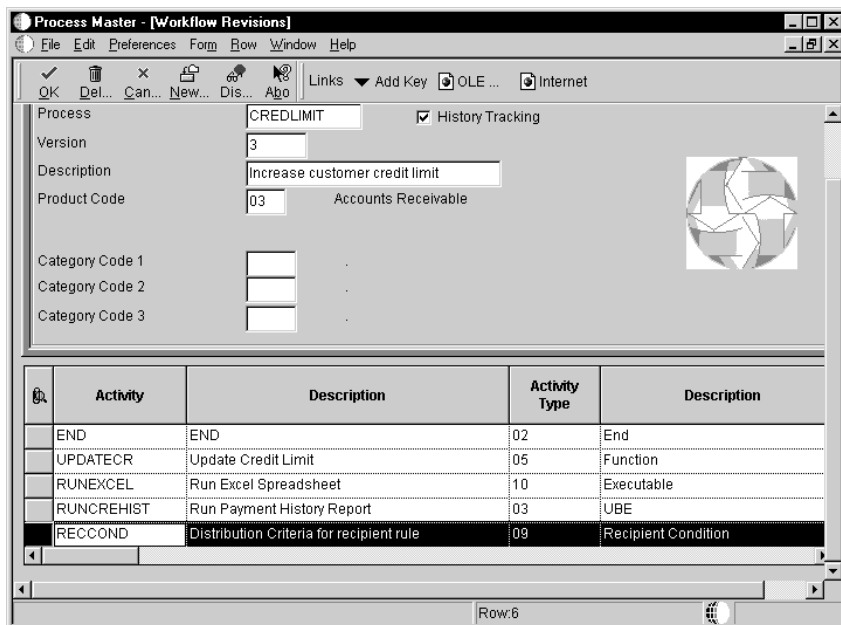 Process Master - [Workflow Revisions]
File Edit Preferences Form Row Window Help
OK Del... Can... New... Dis... Abo Links Add Key OLE ... Internet
Process CREDLIMIT History Tracking
Version 3
Description Increase customer credit limit
Product Code 03 Accounts Receivable
Category Code 1 .
Category Code 2 .
Category Code 3 .
Activity Description Activity Type Description
END END 02 End
UPDATECR Update Credit Limit 05 Function
RUNEXCEL Run Excel Spreadsheet 10 Executable
RUNCREHIST Run Payment History Report 03 UBE
RECCOND Distribution Criteria for recipient rule 09 Recipient Condition
Row:6